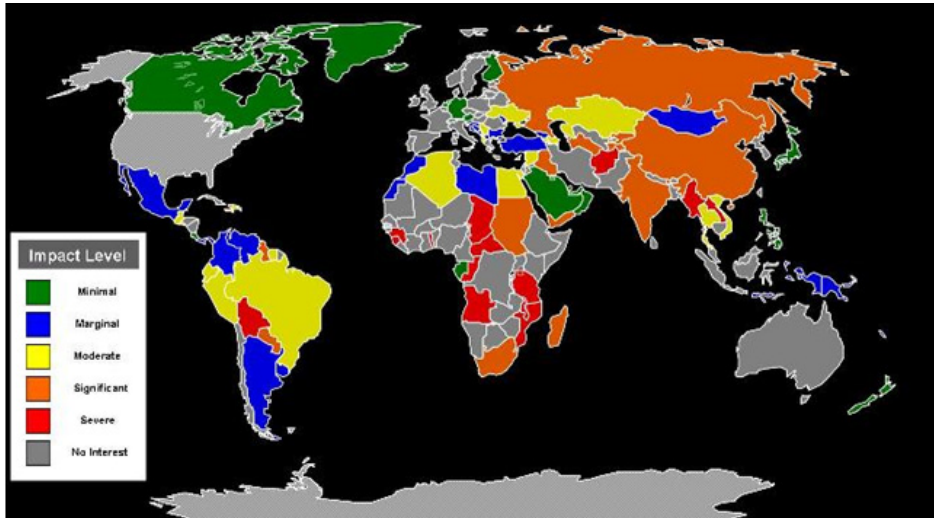 Impact Level
Minimal
Marginal
Moderate
Significant
Severe
No Interest